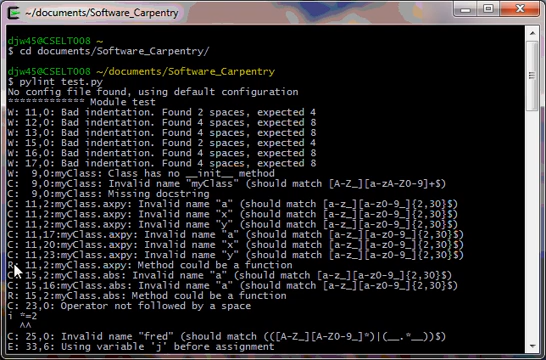 ~/documents/Software_Carpentry
djw45@CSELT008 ~
$ cd documents/Software_Carpentry/
djw45@CSELT008 ~/documents/Software_Carpentry
$ pylint test.py
No config file found, using default configuration
************* Module test
W: 11,0: Bad indentation. Found 2 spaces, expected 4
W: 12,0: Bad indentation. Found 4 spaces, expected 8
W: 13,0: Bad indentation. Found 4 spaces, expected 8
W: 15,0: Bad indentation. Found 2 spaces, expected 4
W: 16,0: Bad indentation. Found 4 spaces, expected 8
W: 17,0: Bad indentation. Found 4 spaces, expected 8
W:  9,0:myClass: Class has no __init__ method
C:  9,0:myClass: Invalid name "myClass" (should match [A-Z_][a-zA-Z0-9]+$)
C:  9,0:myClass: Missing docstring
C: 11,2:myClass.axpy: Invalid name "a" (should match [a-z_][a-z0-9_]{2,30}$)
C: 11,2:myClass.axpy: Invalid name "x" (should match [a-z_][a-z0-9_]{2,30}$)
C: 11,2:myClass.axpy: Invalid name "y" (should match [a-z_][a-z0-9_]{2,30}$)
C: 11,17:myClass.axpy: Invalid name "a" (should match [a-z_][a-z0-9_]{2,30}$)
C: 11,20:myClass.axpy: Invalid name "x" (should match [a-z_][a-z0-9_]{2,30}$)
C: 11,23:myClass.axpy: Invalid name "y" (should match [a-z_][a-z0-9_]{2,30}$)
R: 11,2:myClass.axpy: Method could be a function
C: 15,2:myClass.abs: Invalid name "a" (should match [a-z_][a-z0-9_]{2,30}$)
C: 15,16:myClass.abs: Invalid name "a" (should match [a-z_][a-z0-9_]{2,30}$)
R: 15,2:myClass.abs: Method could be a function
C: 23,0: Operator not followed by a space
i *=2
^^
C: 25,0: Invalid name "fred" (should match (([A-Z_][A-Z0-9_]*)|(__.*__))$)
E: 33,6: Using variable 'j' before assignment